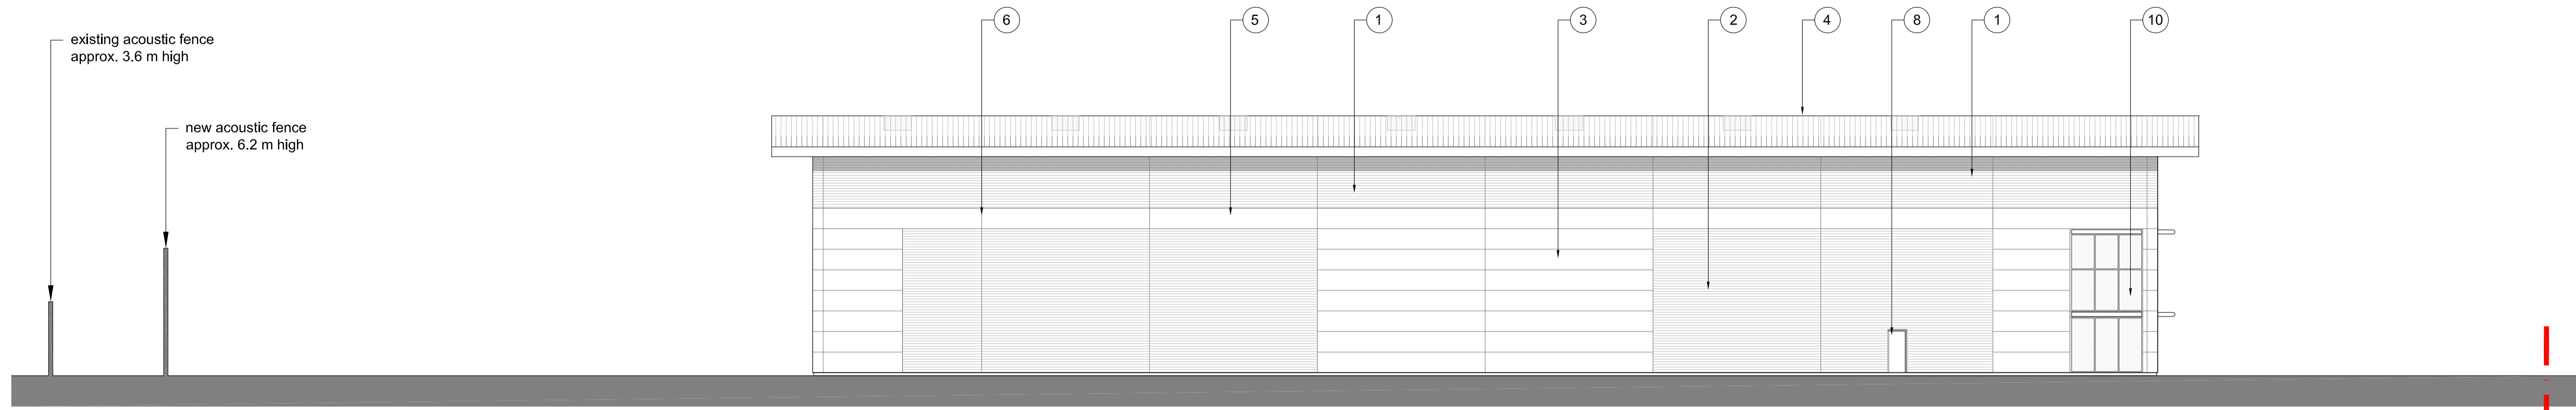 6
5
1
3
2
4
8
1
10
existing acoustic fence
approx. 3.6 m high
new acoustic fence
approx. 6.2 m high